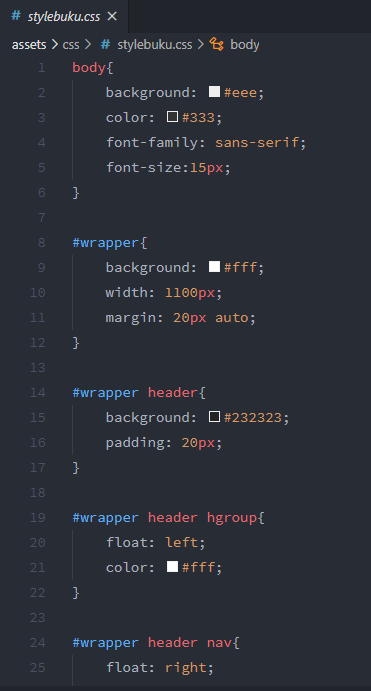 # stylebuku.css ×
assets > css > # stylebuku.css > body
1 body{
2 background: #eee;
3 color: #333;
4 font-family: sans-serif;
5 font-size:15px;
6 }
7
8 #wrapper{
9 background: #fff;
10 width: 1100px;
11 margin: 20px auto;
12 }
13
14 #wrapper header{
15 background: #232323;
16 padding: 20px;
17 }
18
19 #wrapper header hgroup{
20 float: left;
21 color: #fff;
22 }
23
24 #wrapper header nav{
25 float: right;